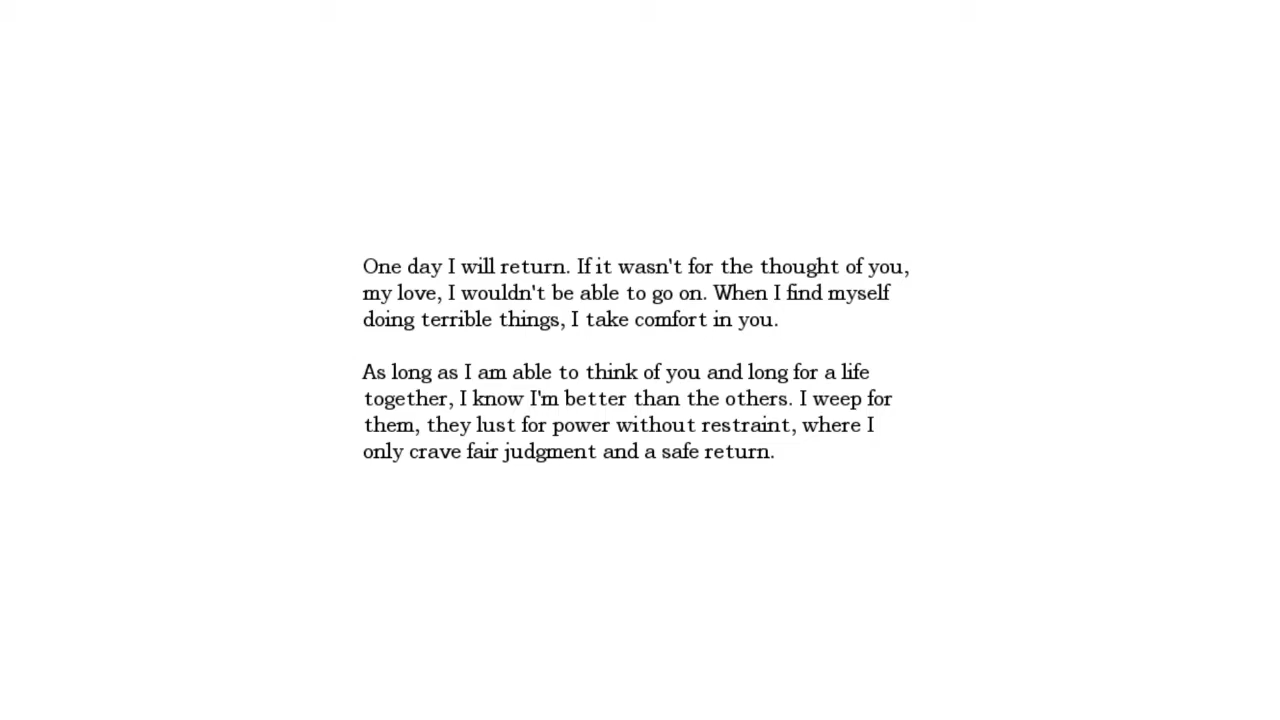 One day I will return. If it wasn't for the thought of you,
my love, I wouldn't be able to go on. When I find myself
doing terrible things, I take comfort in you.
As long as I am able to think of you and long for a life
together, I know I'm better than the others. I weep for
them, they lust for power without restraint, where I
only crave fair judgment and a safe return.